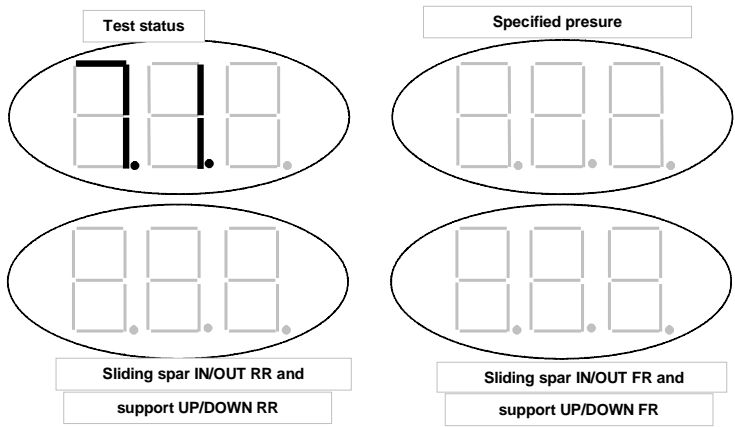 Test status
Specified presure
7.1.
Sliding spar IN/OUT RR and
support UP/DOWN RR
Sliding spar IN/OUT FR and
support UP/DOWN FR